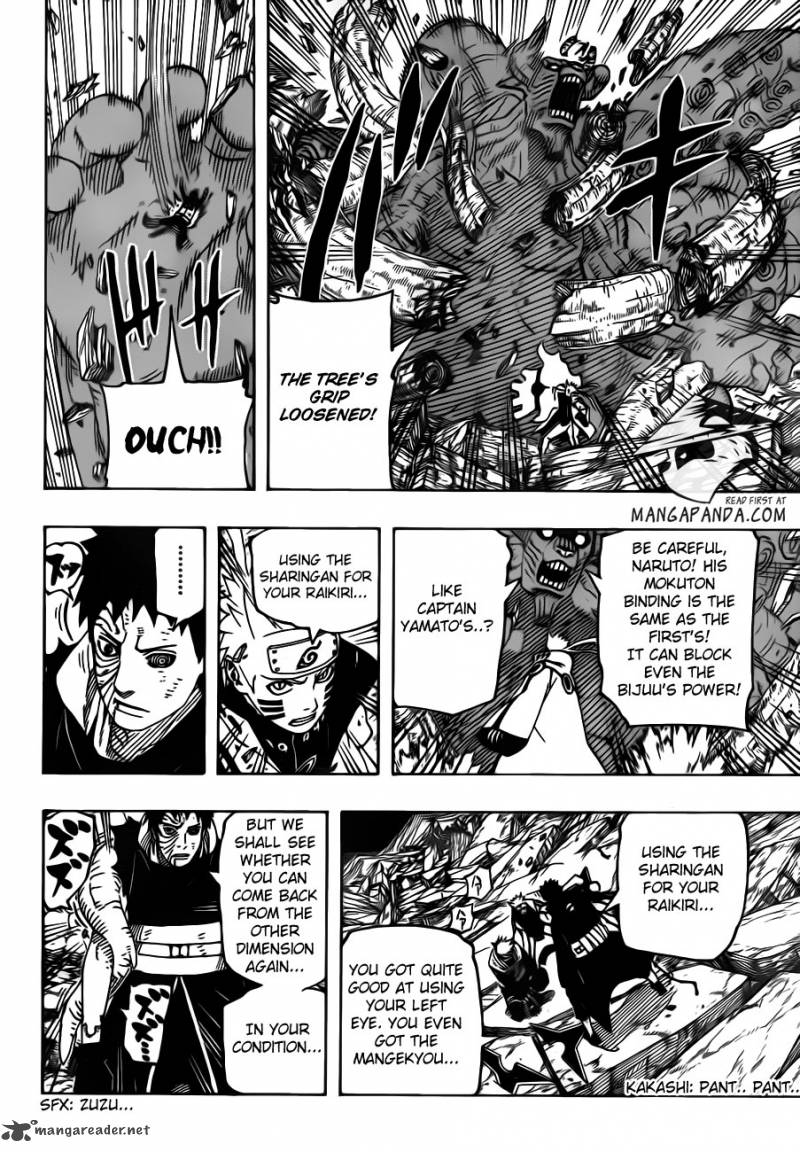 THE TREE'S
GRIP
LOOSENED!
OUCH!!
READ FIRST AT
MANGAPANDA.COM
BE CAREFUL,
NARUTO! HIS
MOKUTON
BINDING IS THE
SAME AS THE
FIRST'S!
IT CAN BLOCK
EVEN THE
BIJUU'S POWER!
LIKE
CAPTAIN
YAMATO'S..?
USING THE
SHARINGAN FOR
YOUR RAIKIRI...
.........
USING THE
SHARINGAN
FOR YOUR
RAIKIRI...
YOU GOT QUITE
GOOD AT USING
YOUR LEFT
EYE. YOU EVEN
GOT THE
MANGEKYOU...
KAKASHI: PANT.. PANT..
BUT WE
SHALL SEE
WHETHER
YOU CAN
COME BACK
FROM THE
OTHER
DIMENSION
AGAIN...
IN YOUR
CONDITION...
SFX: ZUZU...
mangareader.net